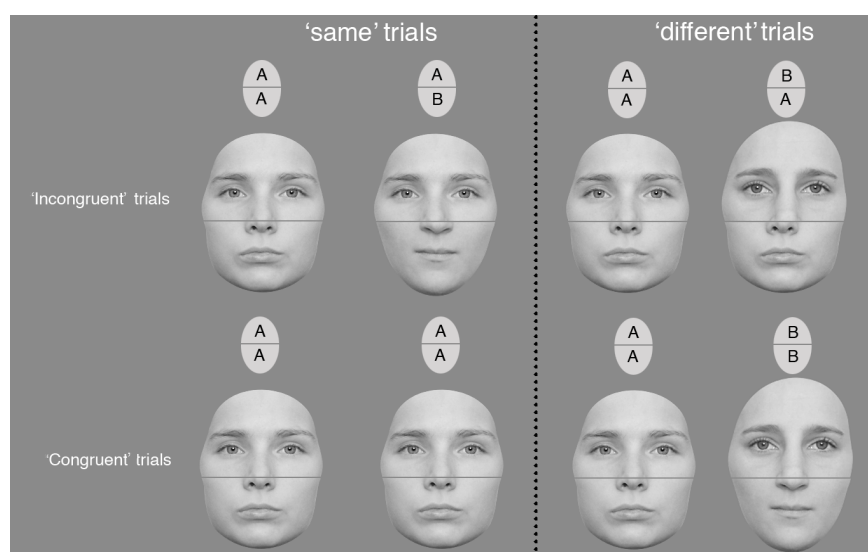 'same' trials
'different' trials
A
A
A
B
A
A
B
A
'Incongruent' trials
A
A
A
A
A
A
B
B
'Congruent' trials